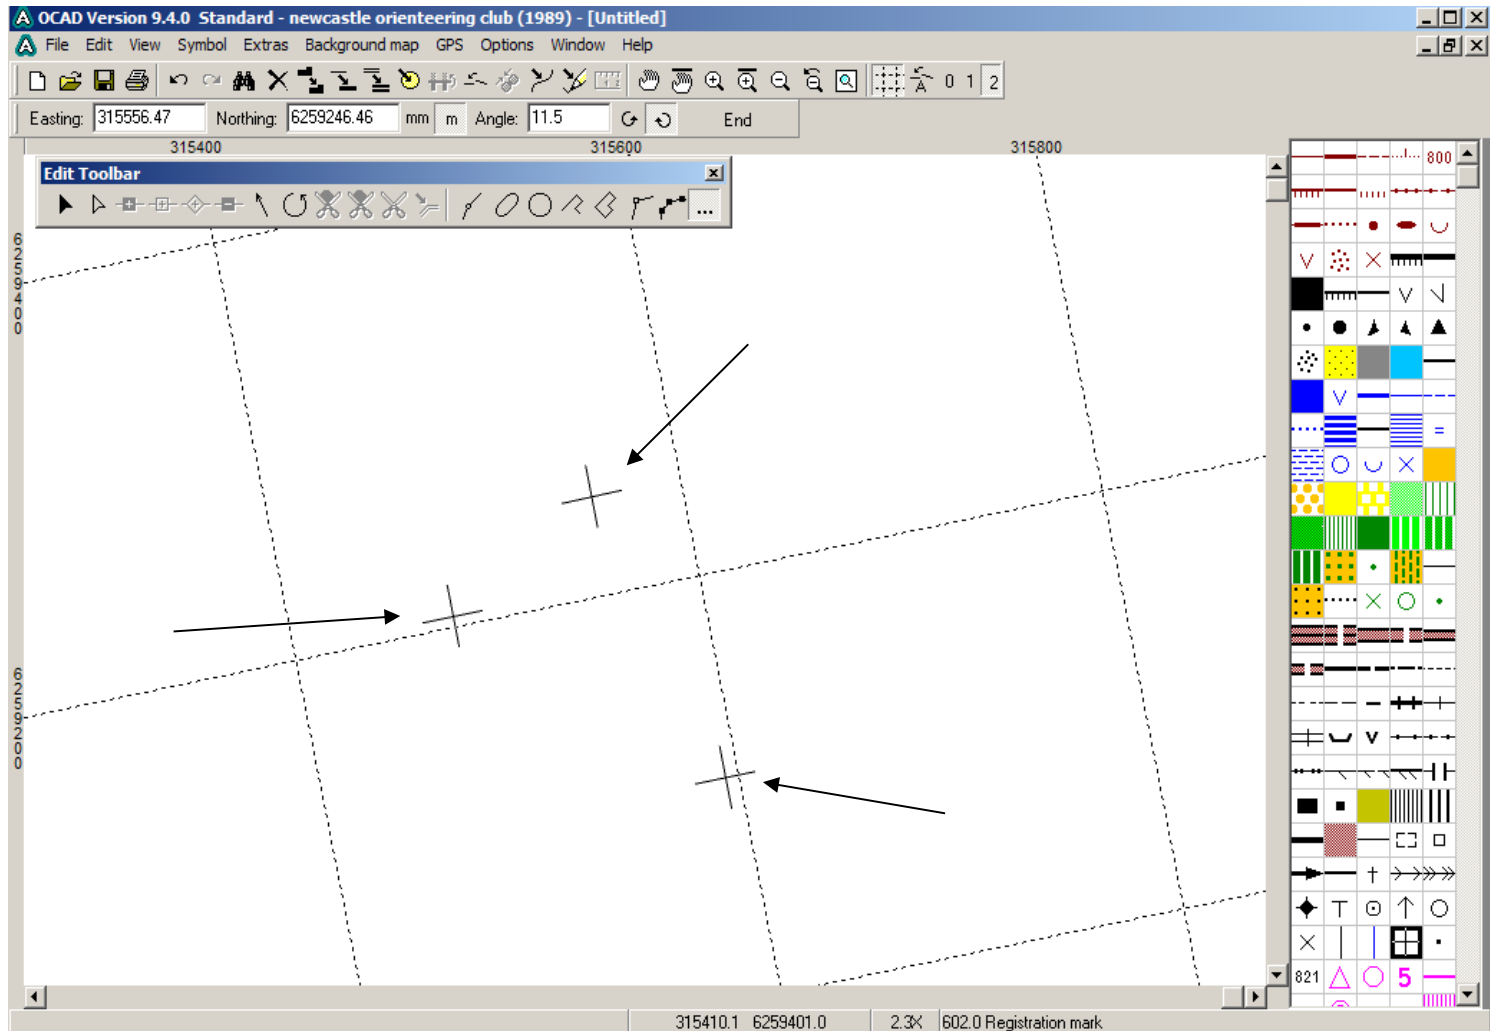 OCAD Version 9.4.0 Standard - newcastle orienteering club (1989) - [Untitled]
File Edit View Symbol Extras Background map GPS Options Window Help
0 1 2
Easting: 315556.47 Northing: 6259246.46 mm m Angle: 11.5 End
315400 315600 315800
Edit Toolbar
...
6259400
6259200
800
821
5
315410.1 6259401.0 2.3X 602.0 Registration mark